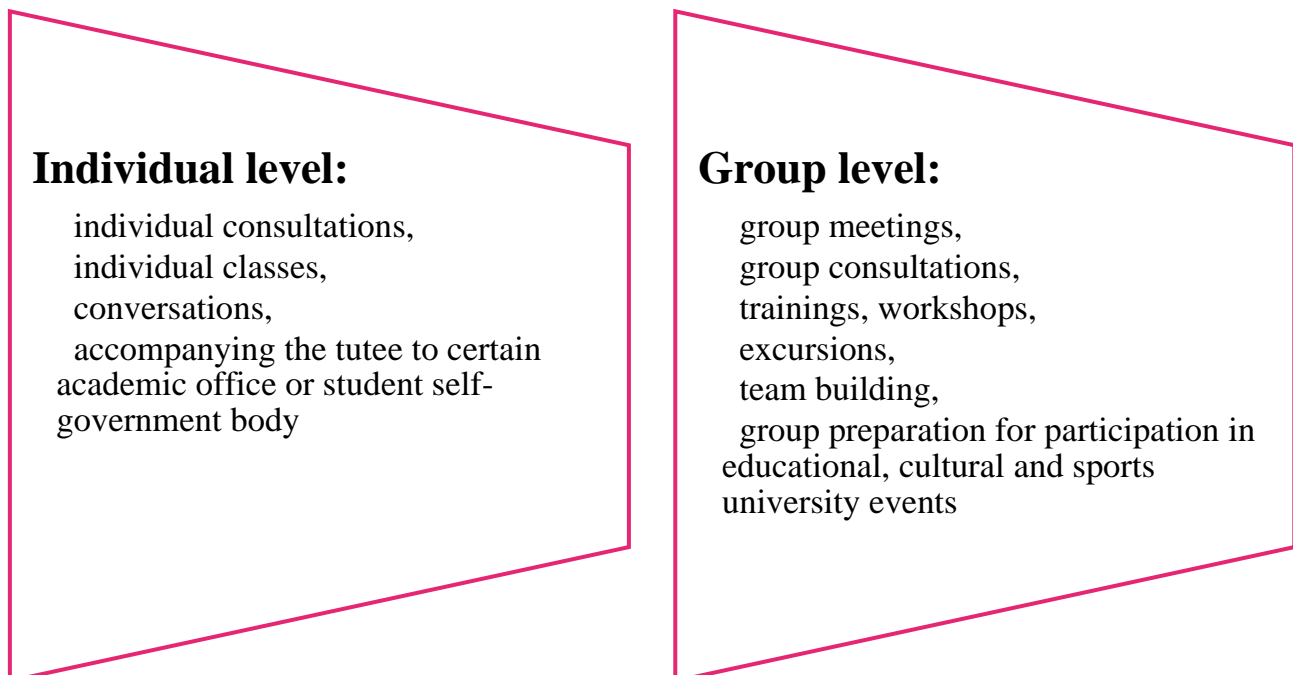 Individual level:
individual consultations,
individual classes,
conversations,
accompanying the tutee to certain
academic office or student self-
government body
Group level:
group meetings,
group consultations,
trainings, workshops,
excursions,
team building,
group preparation for participation in
educational, cultural and sports
university events